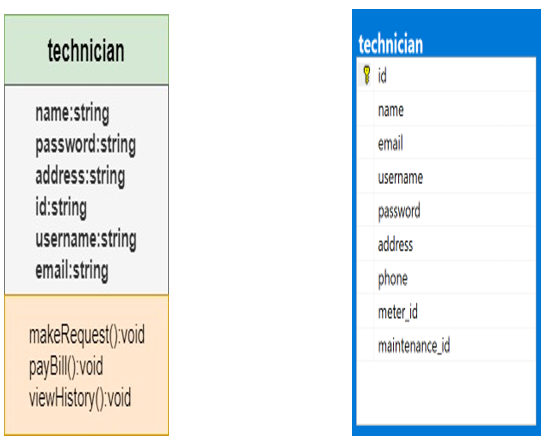 technician
name:string
password:string
address:string
id:string
username:string
email:string
makeRequest():void
payBill():void
viewHistory():void
technician
id
name
email
username
password
address
phone
meter_id
maintenance_id